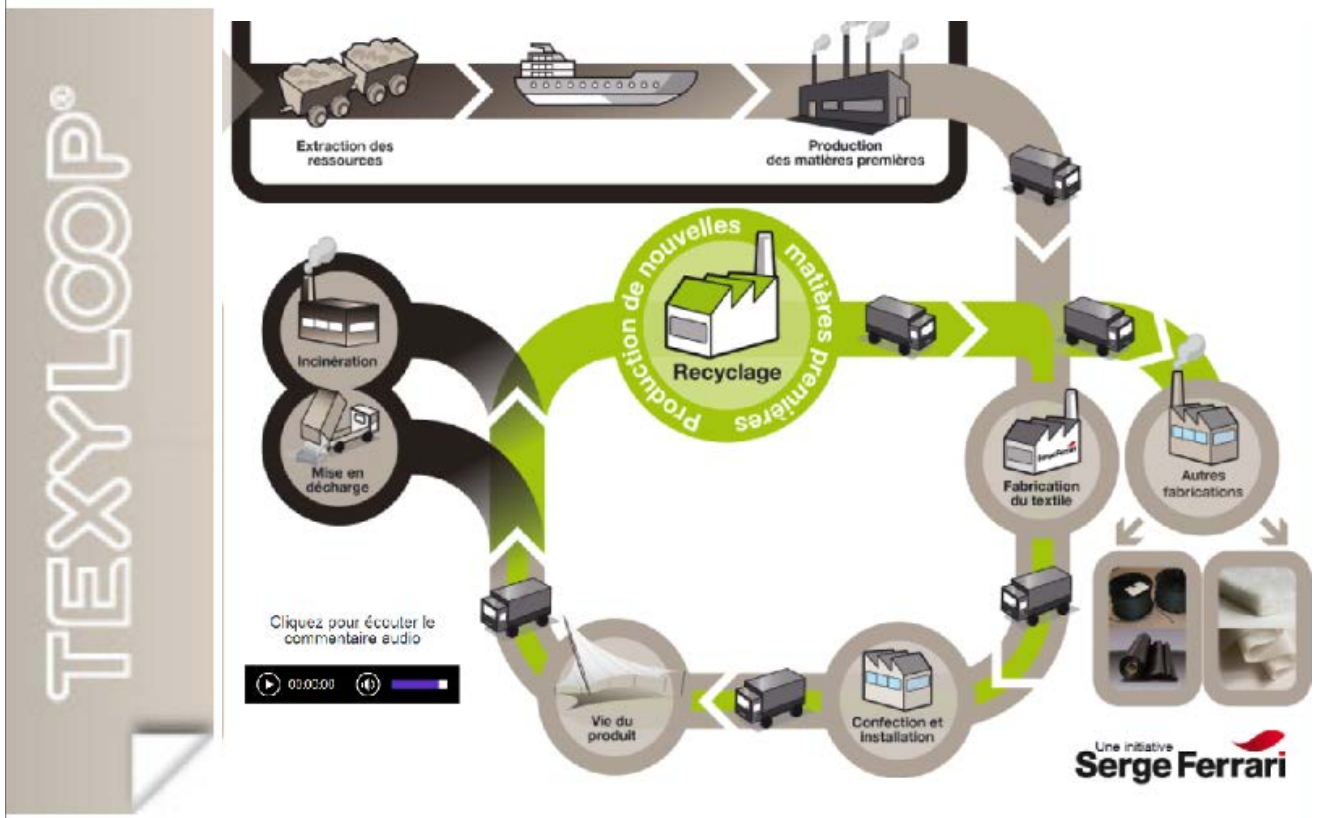 TEXYLOOP®
Extraction des
ressources
Production
des matières premières
Production de nouvelles
matières premières
Recyclage
Incinération
Mise en
décharge
SergeFerrari
Fabrication
du textile
Autres
fabrications
Cliquez pour écouter le
commentaire audio
00:00:00
Vie du
produit
Confection et
installation
Une initiative
Serge Ferrari